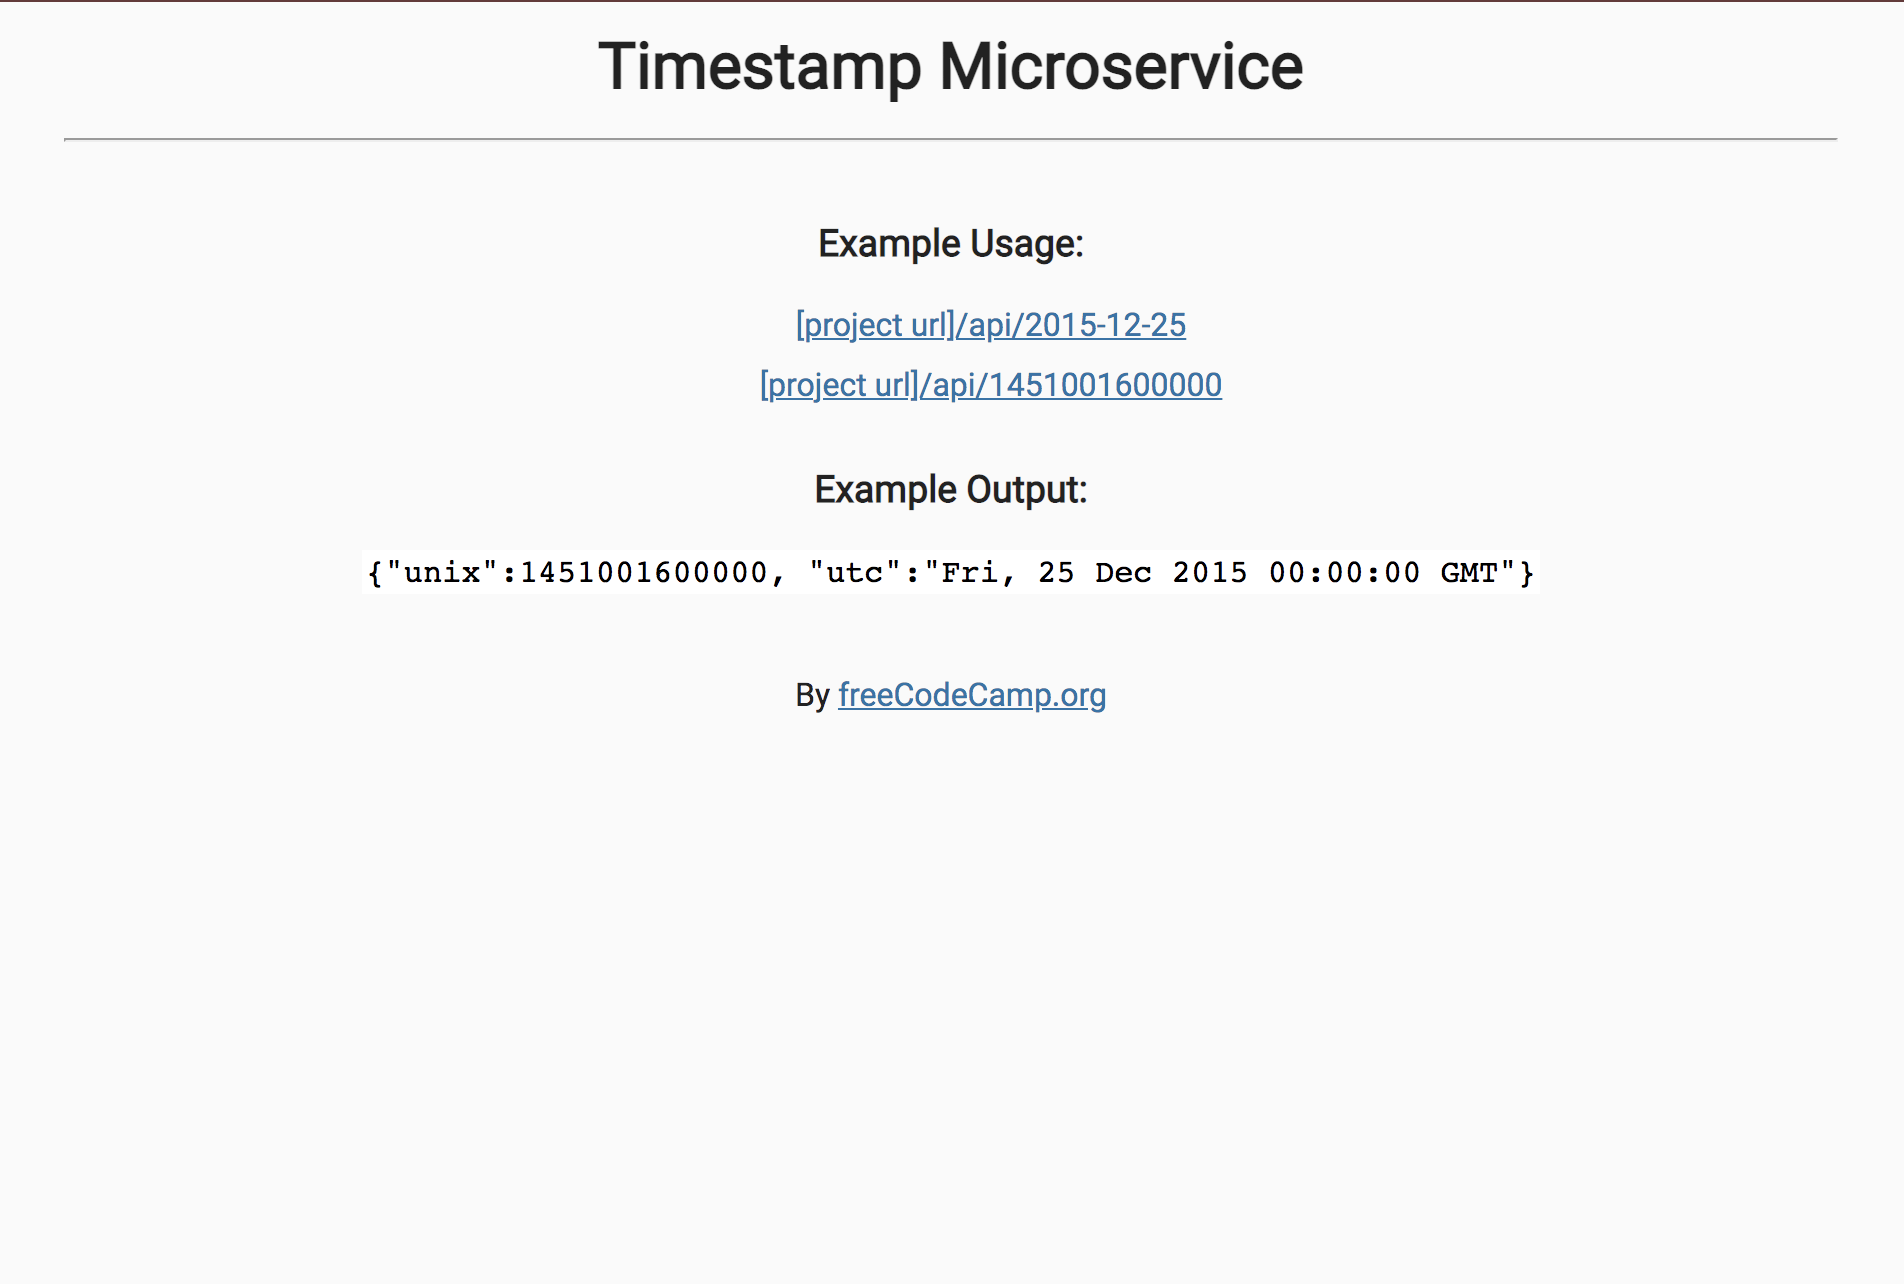 Timestamp Microservice
Example Usage:
[project url]/api/2015-12-25
[project url]/api/1451001600000
Example Output:
{"unix":1451001600000, "utc":"Fri, 25 Dec 2015 00:00:00 GMT"}
By freeCodeCamp.org